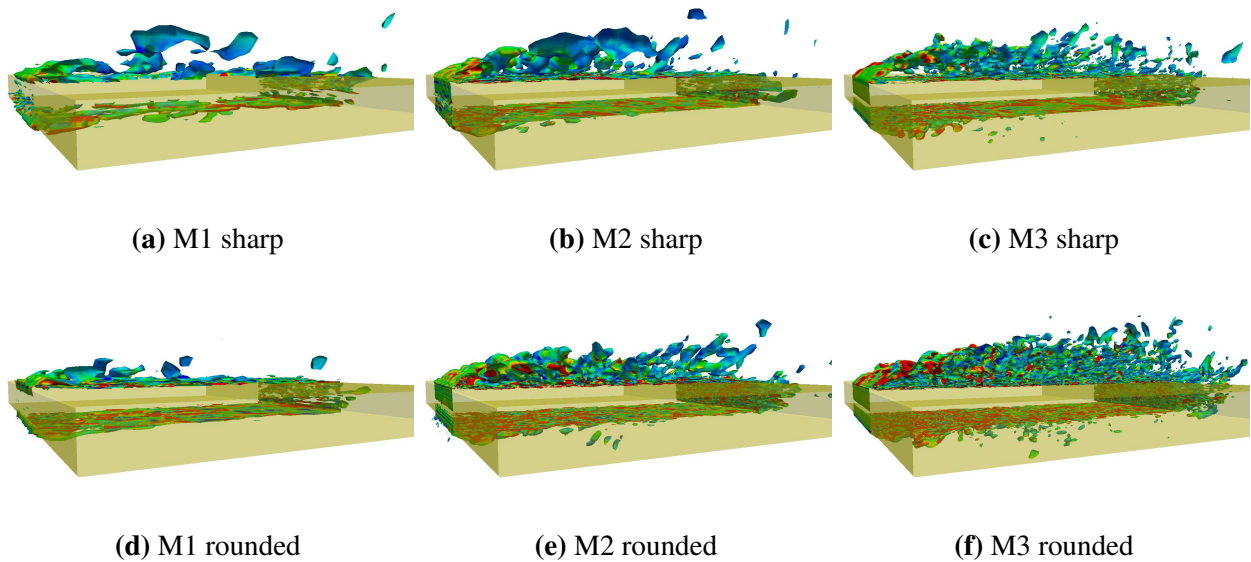 (a) M1 sharp
(b) M2 sharp
(c) M3 sharp
(d) M1 rounded
(e) M2 rounded
(f) M3 rounded